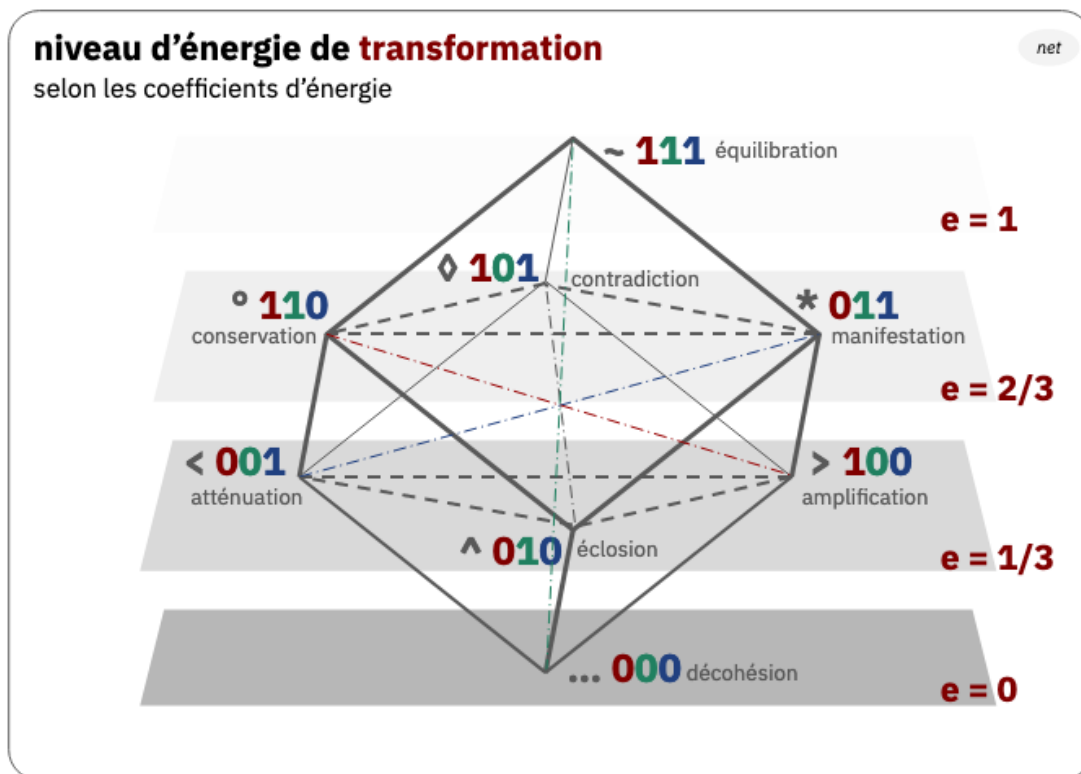 niveau d’énergie de transformation
net
selon les coefficients d’énergie
~ 111 équilibration
e = 1
◊ 101 contradiction
° 110 conservation
* 011 manifestation
e = 2/3
< 001 atténuation
> 100 amplification
^ 010 éclosion
e = 1/3
... 000 décohésion
e = 0